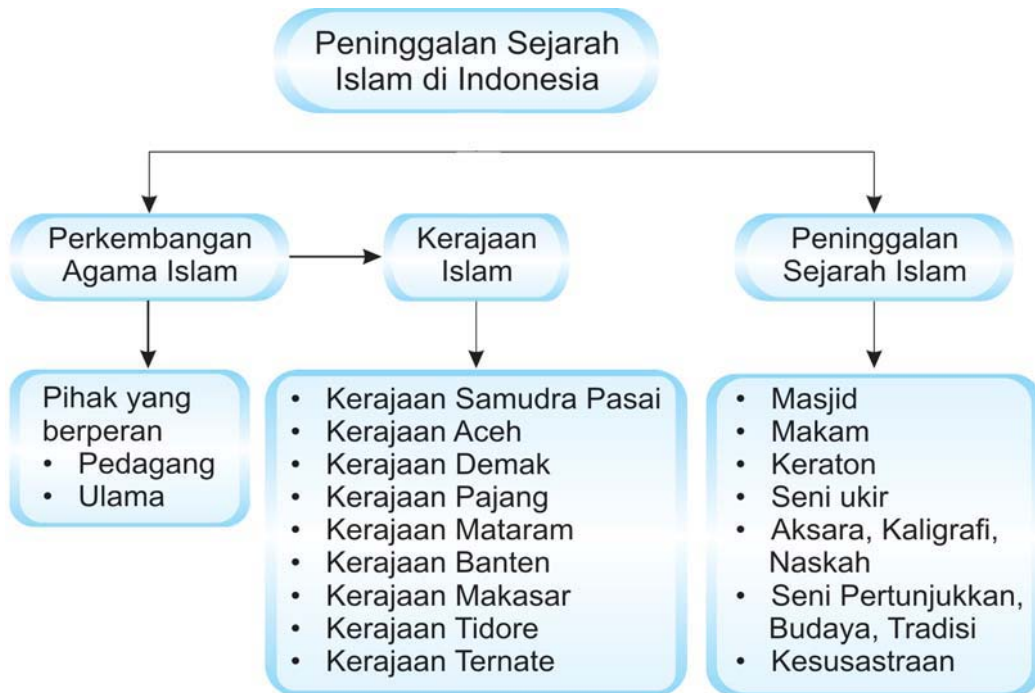 Peninggalan Sejarah
Islam di Indonesia
Perkembangan
Agama Islam
Kerajaan
Islam
Peninggalan
Sejarah Islam
Pihak yang
berperan
• Pedagang
• Ulama
• Kerajaan Samudra Pasai
• Kerajaan Aceh
• Kerajaan Demak
• Kerajaan Pajang
• Kerajaan Mataram
• Kerajaan Banten
• Kerajaan Makasar
• Kerajaan Tidore
• Kerajaan Ternate
• Masjid
• Makam
• Keraton
• Seni ukir
• Aksara, Kaligrafi,
Naskah
• Seni Pertunjukkan,
Budaya, Tradisi
• Kesusastraan